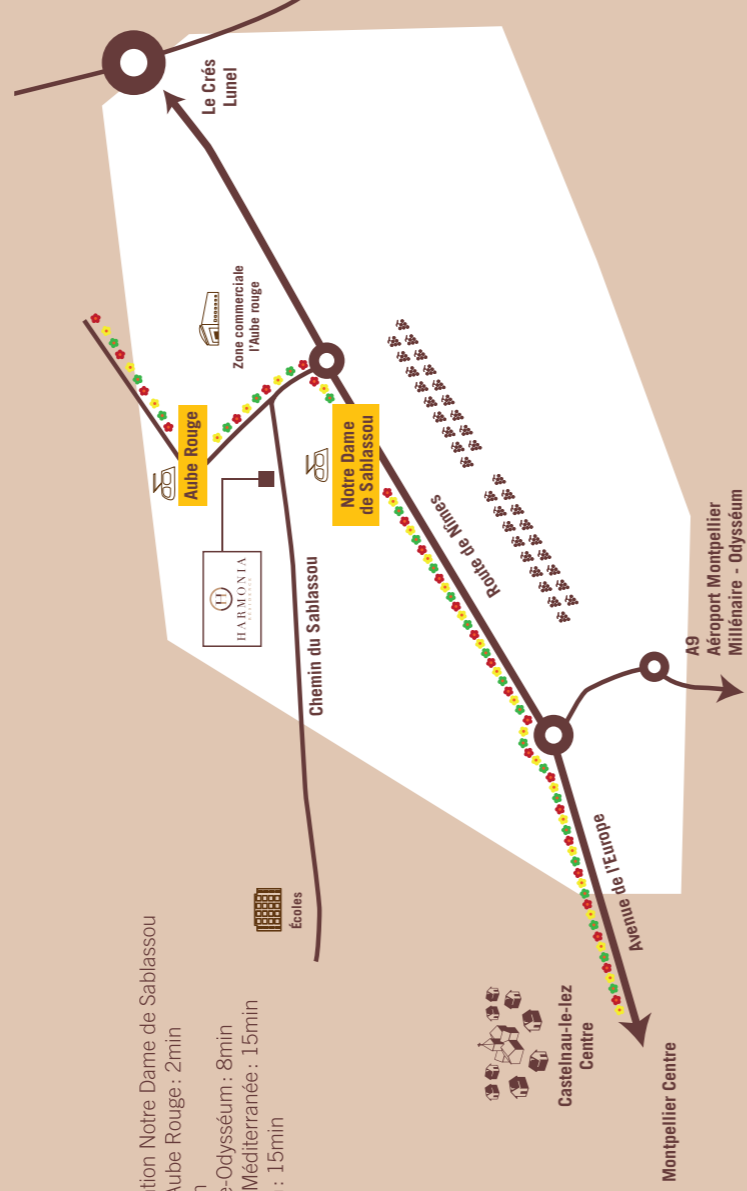 Notre Dame de Sablassou
Aube Rouge : 2min
-Odysséum : 8min
Méditerranée : 15min
: 15min
Écoles
H
HARMONIA
Aube Rouge
Zone commerciale
l'Aube rouge
Le Crés
Lunel
Chemin du Sablassou
Notre Dame
de Sablassou
Route de Nîmes
Castelnau-le-lez
Centre
Avenue de l'Europe
Montpellier Centre
A9
Aéroport Montpellier
Millénaire - Odysséum